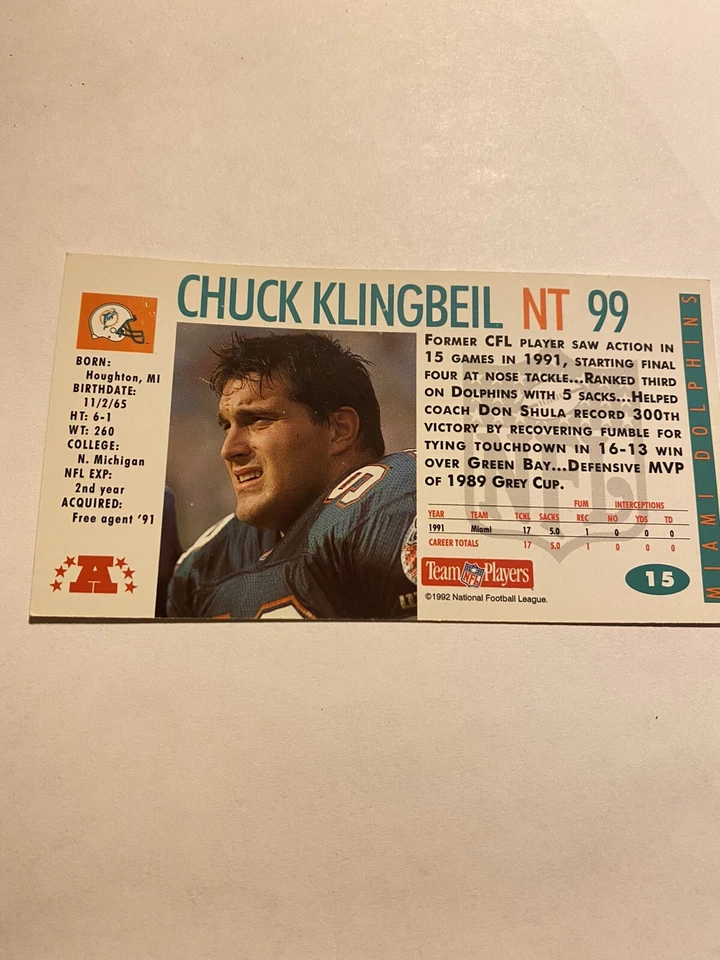 CHUCK KLINGBEIL NT 99
BORN:
Houghton, MI
BIRTHDATE:
11/2/65
HT: 6-1
WT: 260
COLLEGE:
N. Michigan
NFL EXP:
2nd year
ACQUIRED:
Free agent '91
A
9
FORMER CFL PLAYER SAW ACTION IN
15 GAMES IN 1991, STARTING FINAL
FOUR AT NOSE TACKLE...RANKED THIRD
ON DOLPHINS WITH 5 SACKS...HELPED
COACH DON SHULA RECORD 300TH
VICTORY BY RECOVERING FUMBLE FOR
TYING TOUCHDOWN IN 16-13 WIN
OVER GREEN BAY...DEFENSIVE MVP
OF 1989 GREY CUP.
NFL
FUM INTERCEPTIONS
YEAR TEAM TCKL SACKS REC NO YDS TD
1991 Miami 17 5.0 1 0 0 0
CAREER TOTALS 17 5.0 1 0 0 0
Team NFL Players
©1992 National Football League.
15
MIAMI DOLPHINS